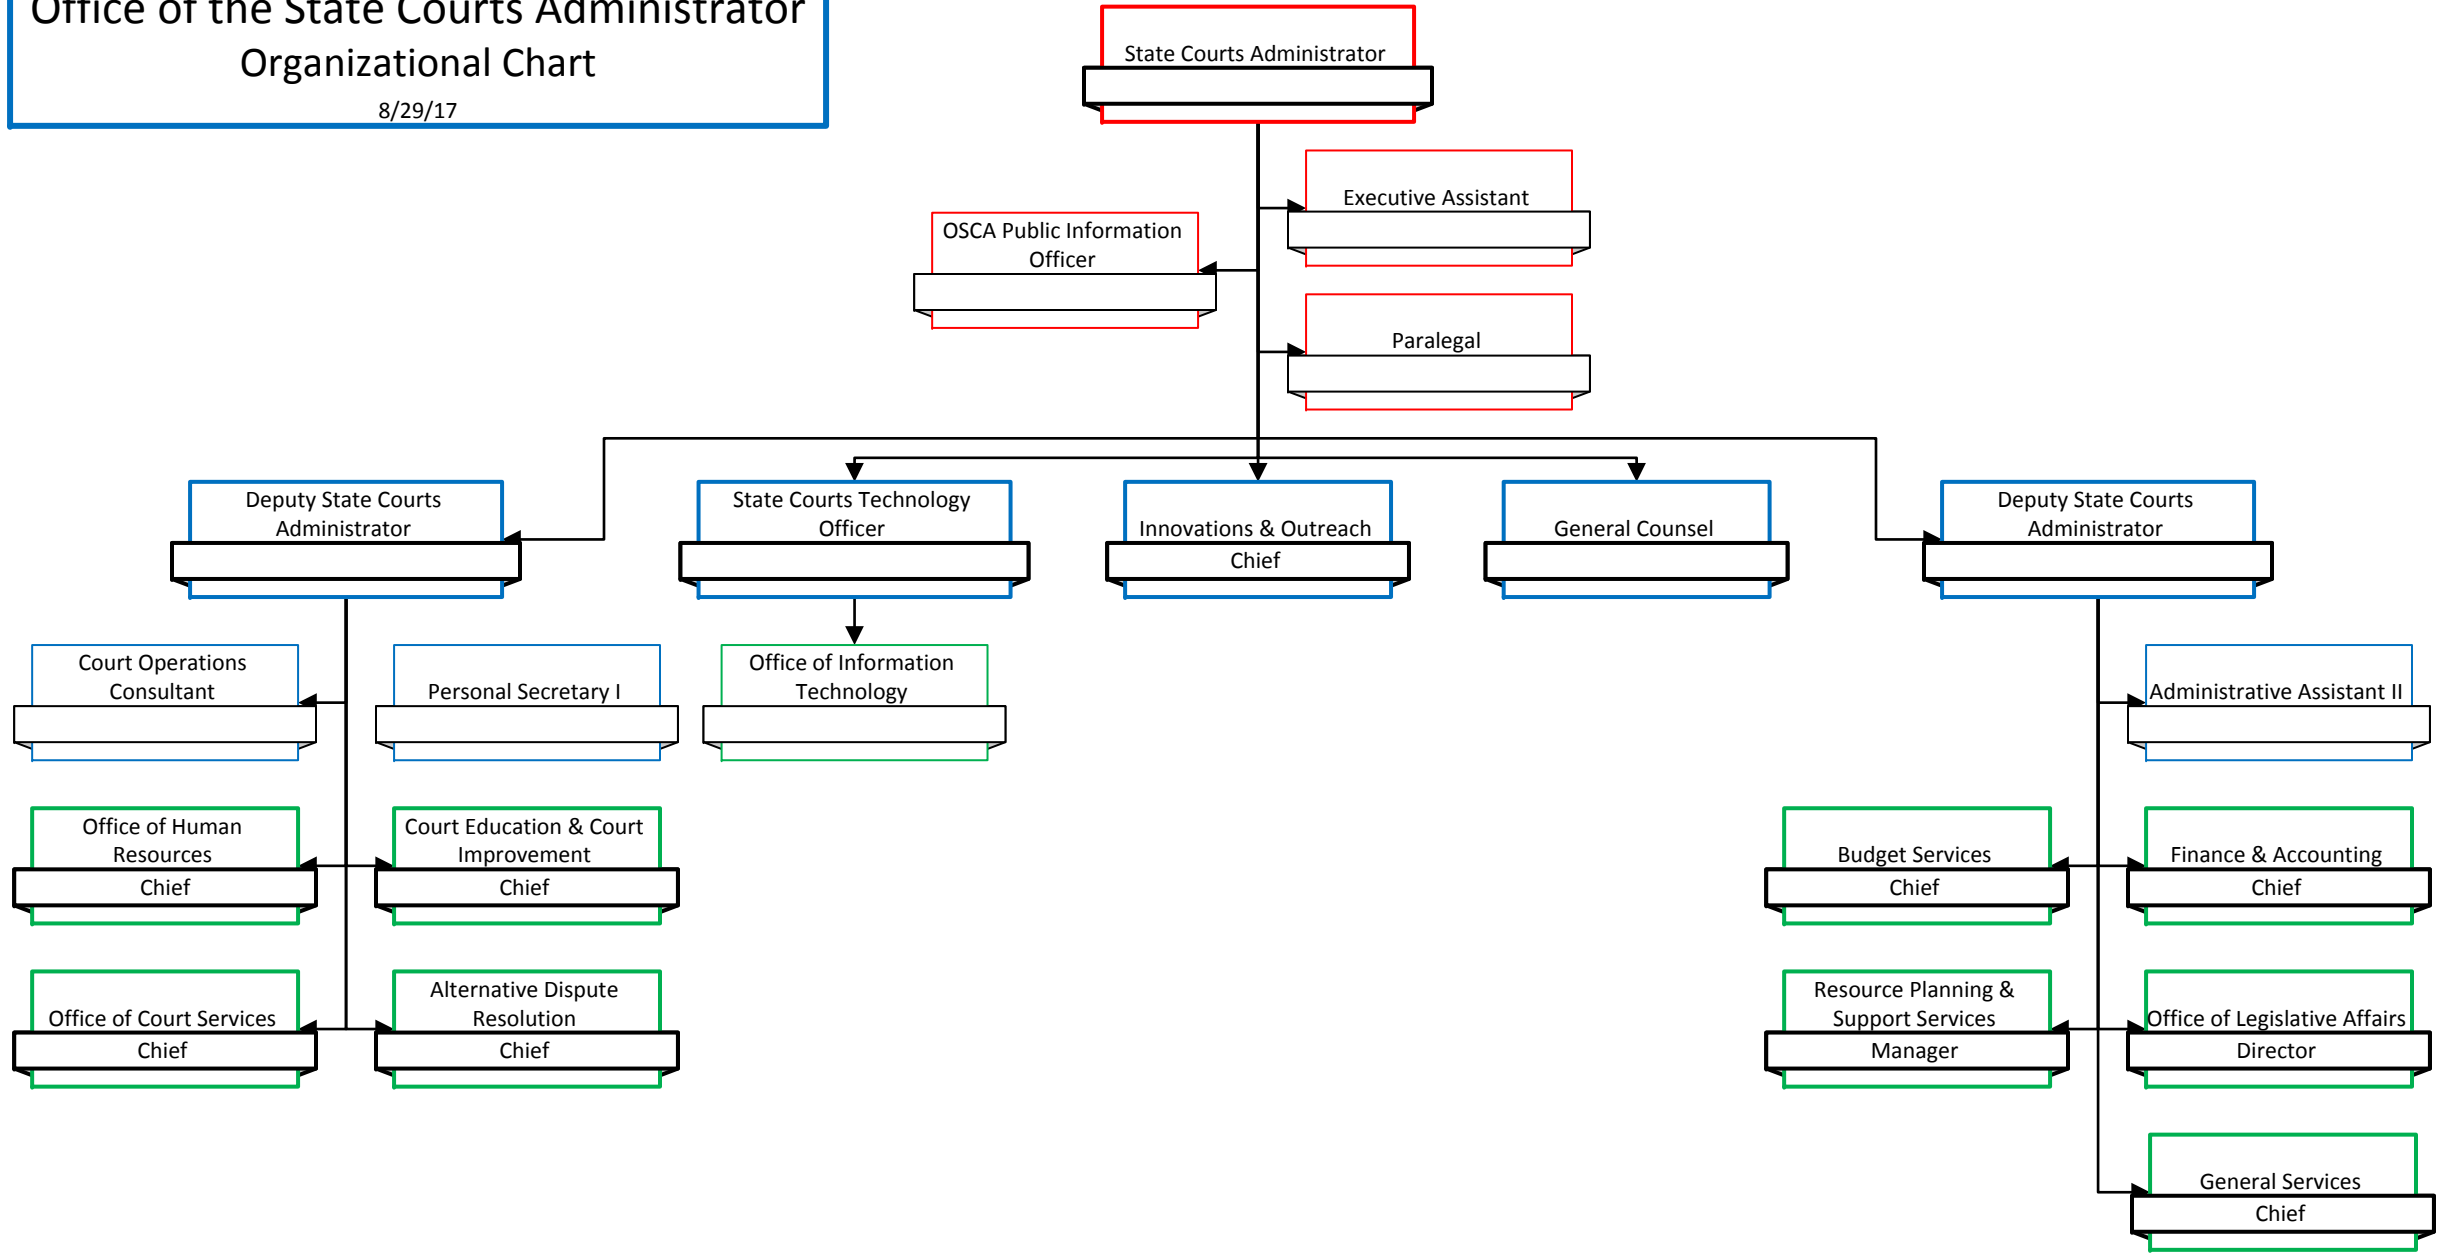 Office of the State Courts Administrator
Organizational Chart
8/29/17
State Courts Administrator
Executive Assistant
OSCA Public Information
Officer
Paralegal
Deputy State Courts
Administrator
State Courts Technology
Officer
Innovations & Outreach
Chief
General Counsel
Deputy State Courts
Administrator
Court Operations
Consultant
Personal Secretary I
Office of Information
Technology
Administrative Assistant II
Office of Human
Resources
Chief
Court Education & Court
Improvement
Chief
Budget Services
Chief
Finance & Accounting
Chief
Office of Court Services
Chief
Alternative Dispute
Resolution
Chief
Resource Planning &
Support Services
Manager
Office of Legislative Affairs
Director
General Services
Chief